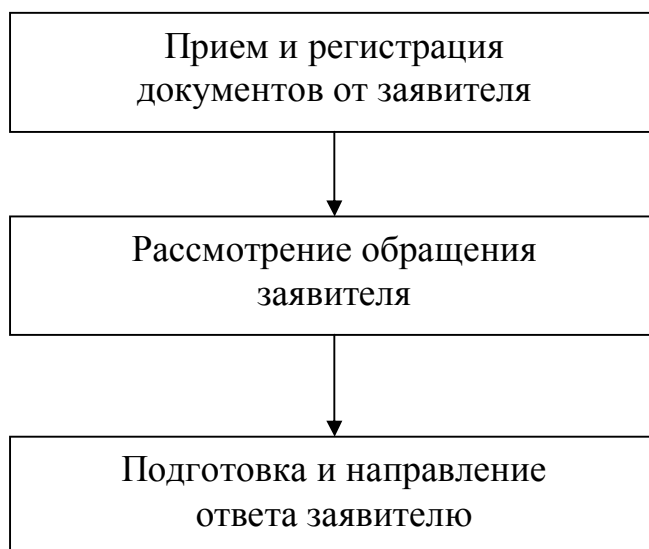 Прием и регистрация
документов от заявителя
Рассмотрение обращения
заявителя
Подготовка и направление
ответа заявителю